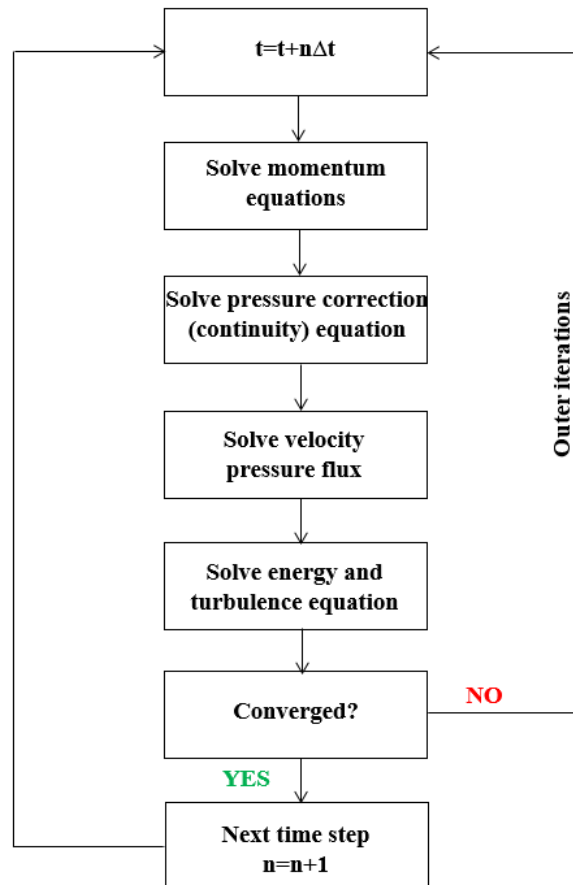 t=t+nΔt
Solve momentum
equations
Solve pressure correction
(continuity) equation
Solve velocity
pressure flux
Solve energy and
turbulence equation
Converged?
NO
YES
Next time step
n=n+1
Outer iterations